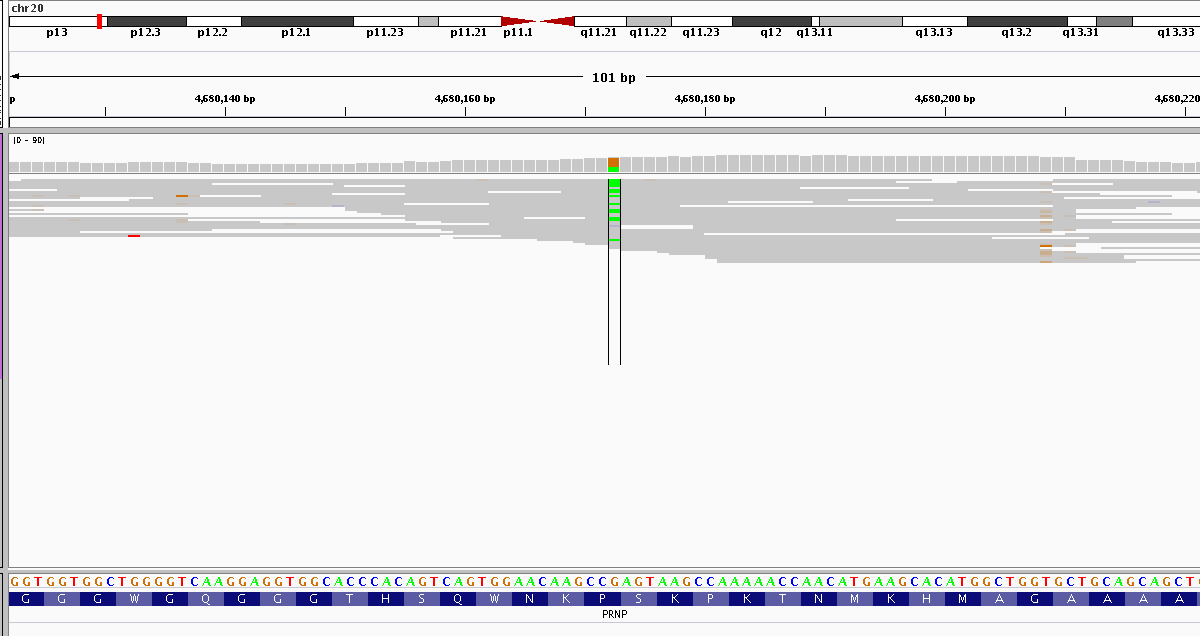 chr20
p13 p12.3 p12.2 p12.1 p11.23 p11.21 p11.1 q11.21 q11.22 q11.23 q12 q13.11 q13.13 q13.2 q13.31 q13.33
101 bp
p 4,680,140 bp 4,680,160 bp 4,680,180 bp 4,680,200 bp 4,680,220
[0 - 90]
GGTGGTGGCTGGGGTCAAGGAGGTGGCACCCACAGTCAGTGGAACAAGCCGAGTAAGCCAAAAACCAACATGAAGCACATGGCTGGTGCTGCAGCAGCT
G G G W G Q G G G T H S Q W N K P S K P K T N M K H M A G A A A A
PRNP